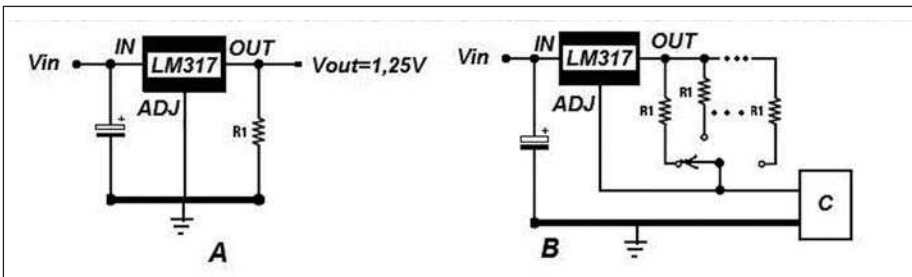 Vin
IN
LM317
OUT
Vout=1,25V
ADJ
+
R1
A
Vin
IN
LM317
OUT
ADJ
+
R1
R1
R1
C
B